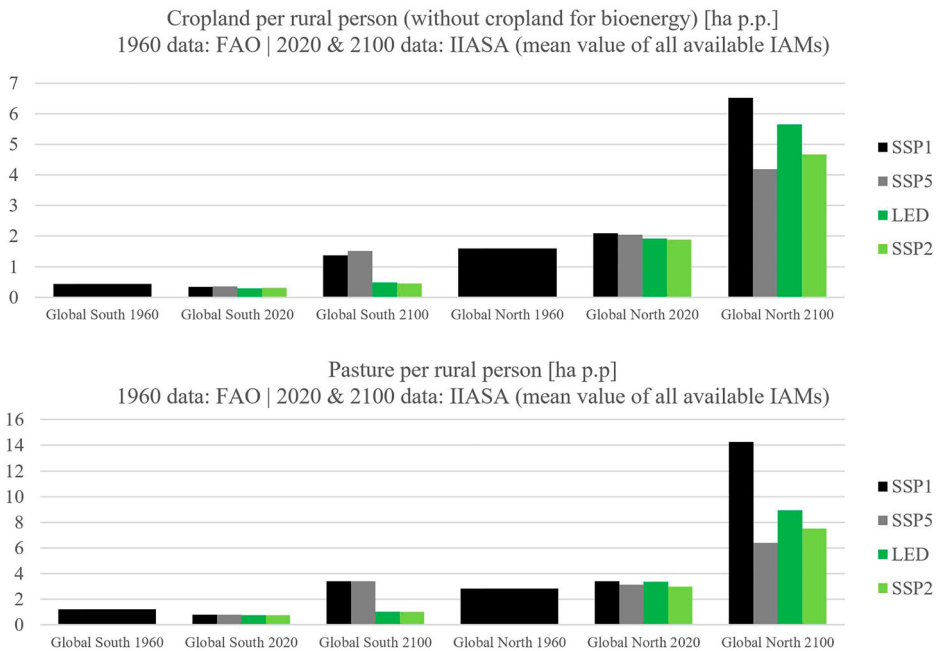 Cropland per rural person (without cropland for bioenergy) [ha p.p.]
1960 data: FAO | 2020 & 2100 data: IIASA (mean value of all available IAMs)
7
6
5
4
3
2
1
0
Global South 1960 Global South 2020 Global South 2100 Global North 1960 Global North 2020 Global North 2100
SSP1
SSP5
LED
SSP2
Pasture per rural person [ha p.p]
1960 data: FAO | 2020 & 2100 data: IIASA (mean value of all available IAMs)
16
14
12
10
8
6
4
2
0
Global South 1960 Global South 2020 Global South 2100 Global North 1960 Global North 2020 Global North 2100
SSP1
SSP5
LED
SSP2